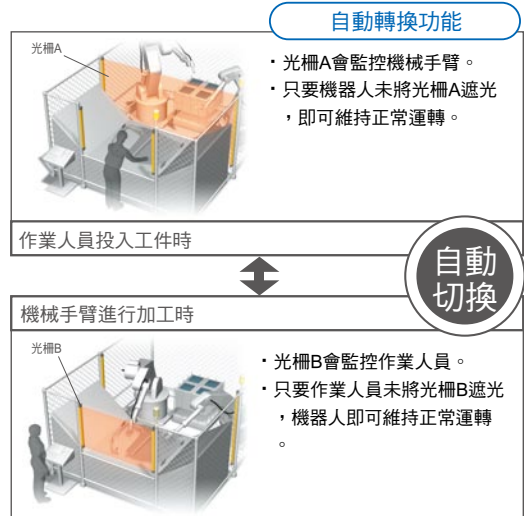 自動轉換功能
光柵A
・光柵A會監控機械手臂。
・只要機器人未將光柵A遮光
，即可維持正常運轉。
作業人員投入工件時
自動
切換
機械手臂進行加工時
光柵B
・光柵B會監控作業人員。
・只要作業人員未將光柵B遮光
，機器人即可維持正常運轉
。